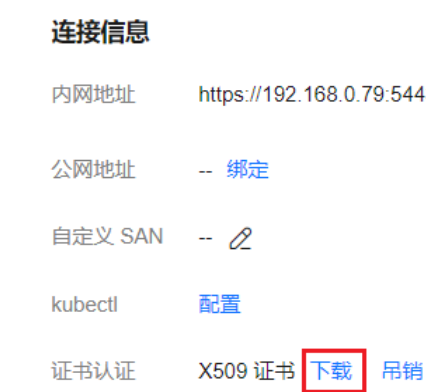 连接信息
内网地址 https://192.168.0.79:544
公网地址 -- 绑定
自定义 SAN --
kubectl 配置
证书认证 X509 证书 下载 吊销